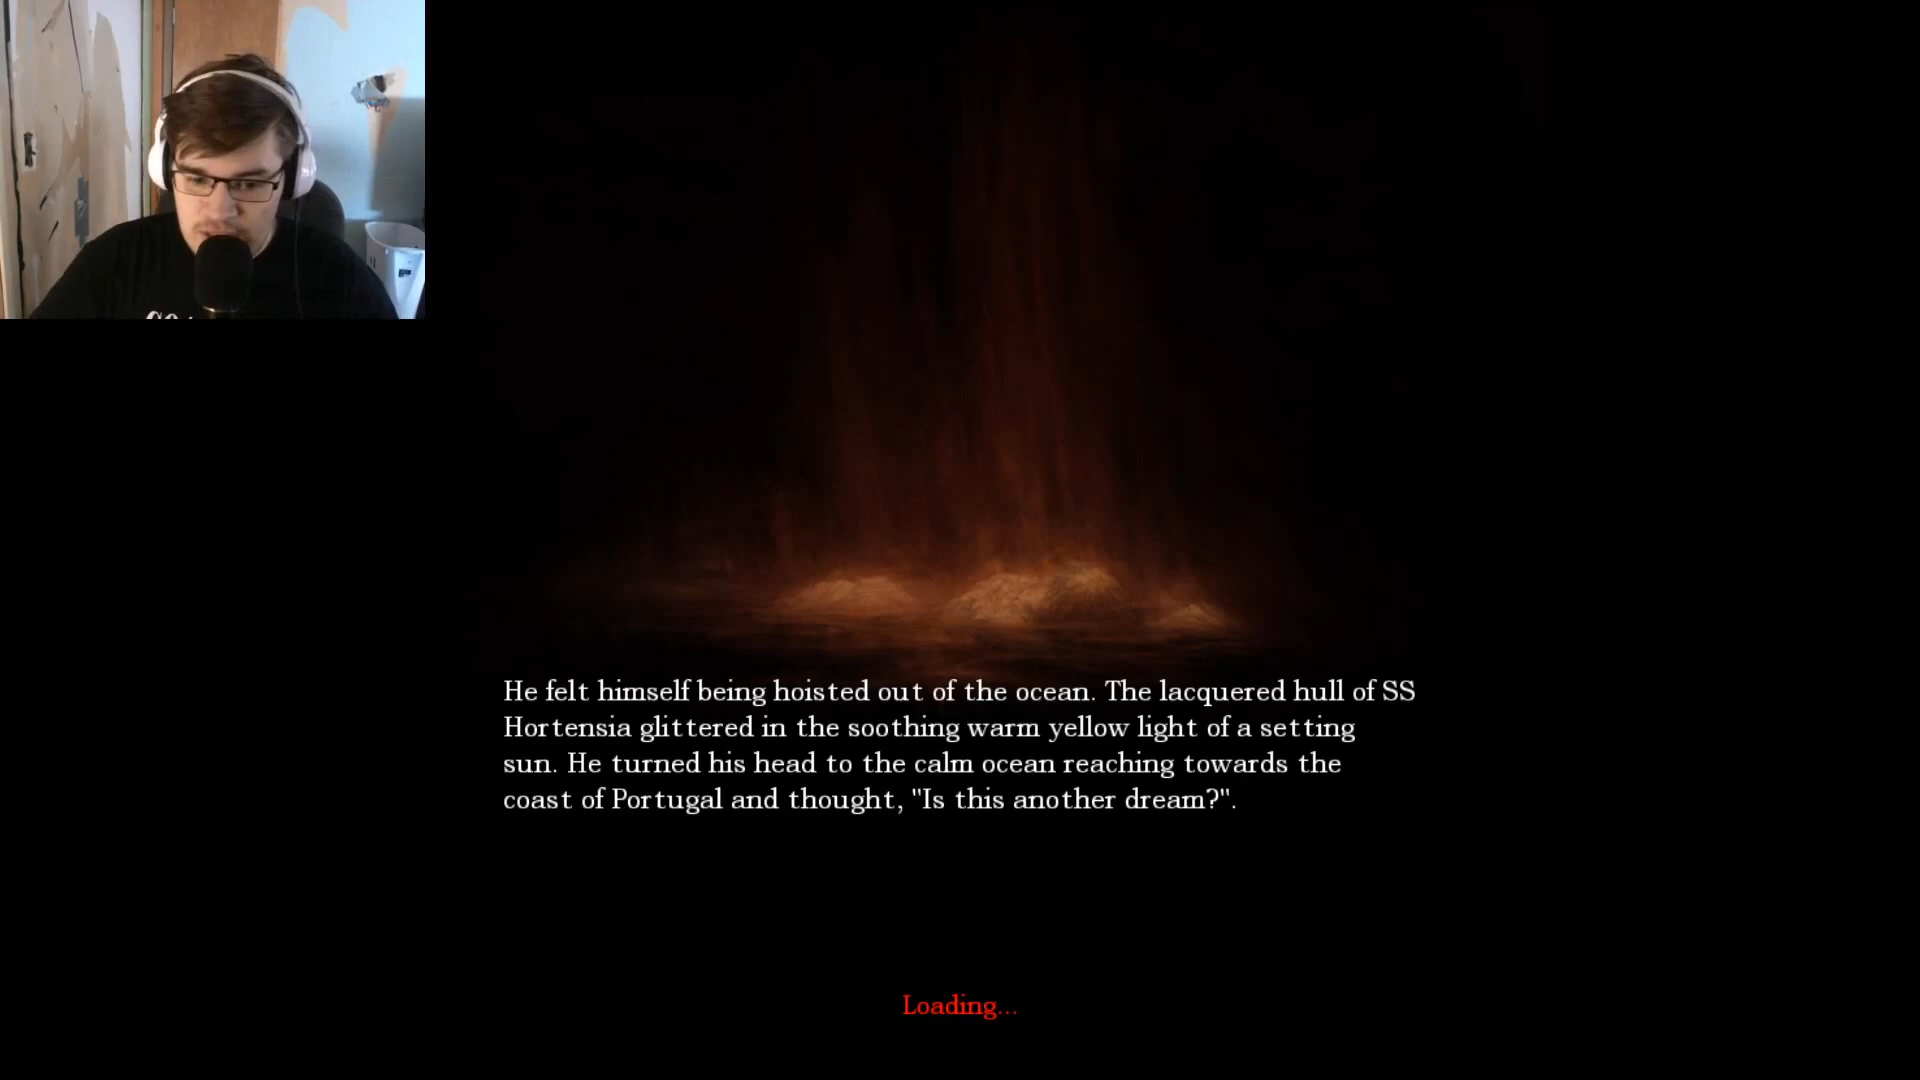 He felt himself being hoisted out of the ocean. The lacquered hull of SS
Hortensia glittered in the soothing warm yellow light of a setting
sun. He turned his head to the calm ocean reaching towards the
coast of Portugal and thought, "Is this another dream?".
Loading...